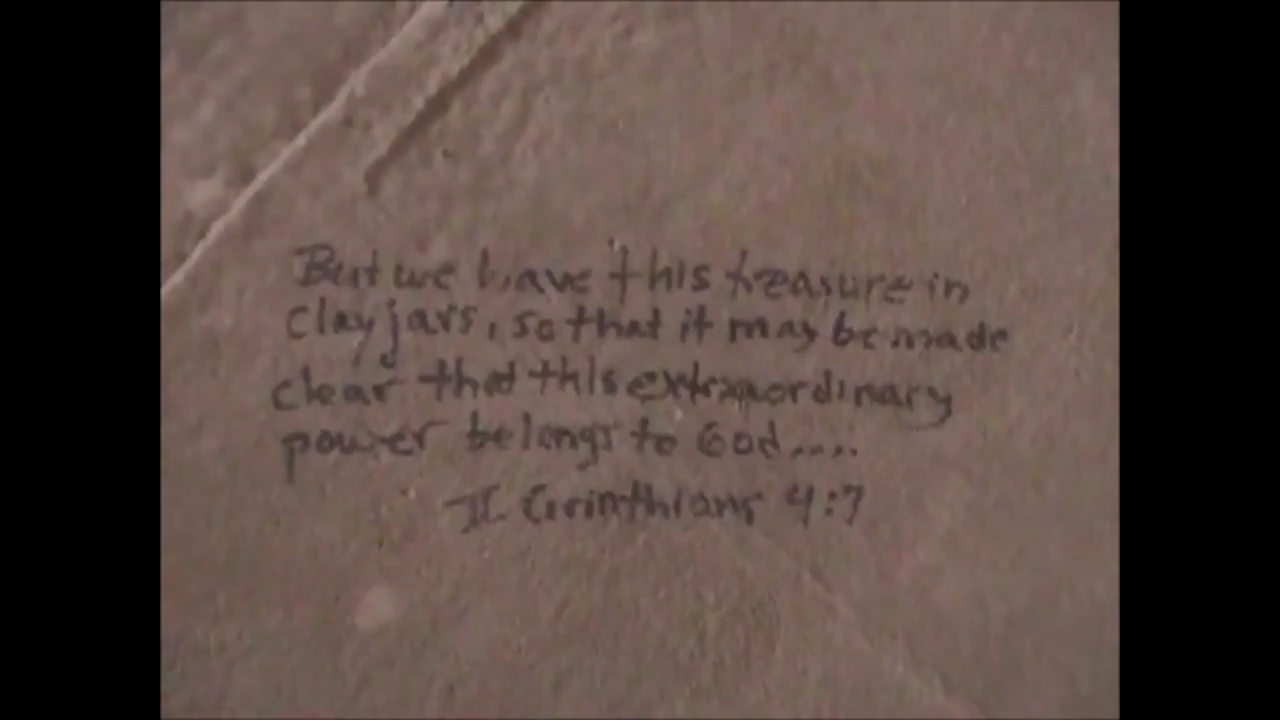 But we have this treasure in
clay jars, so that it may be made
clear that this extraordinary
power belongs to God.....
II Corinthians 4:7